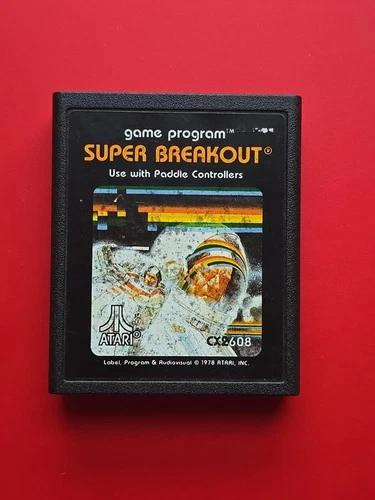 game program™
SUPER BREAKOUT®
Use with Paddle Controllers
ATARI®
CX2608
Label, Program & Audiovisual © 1978 ATARI, INC.